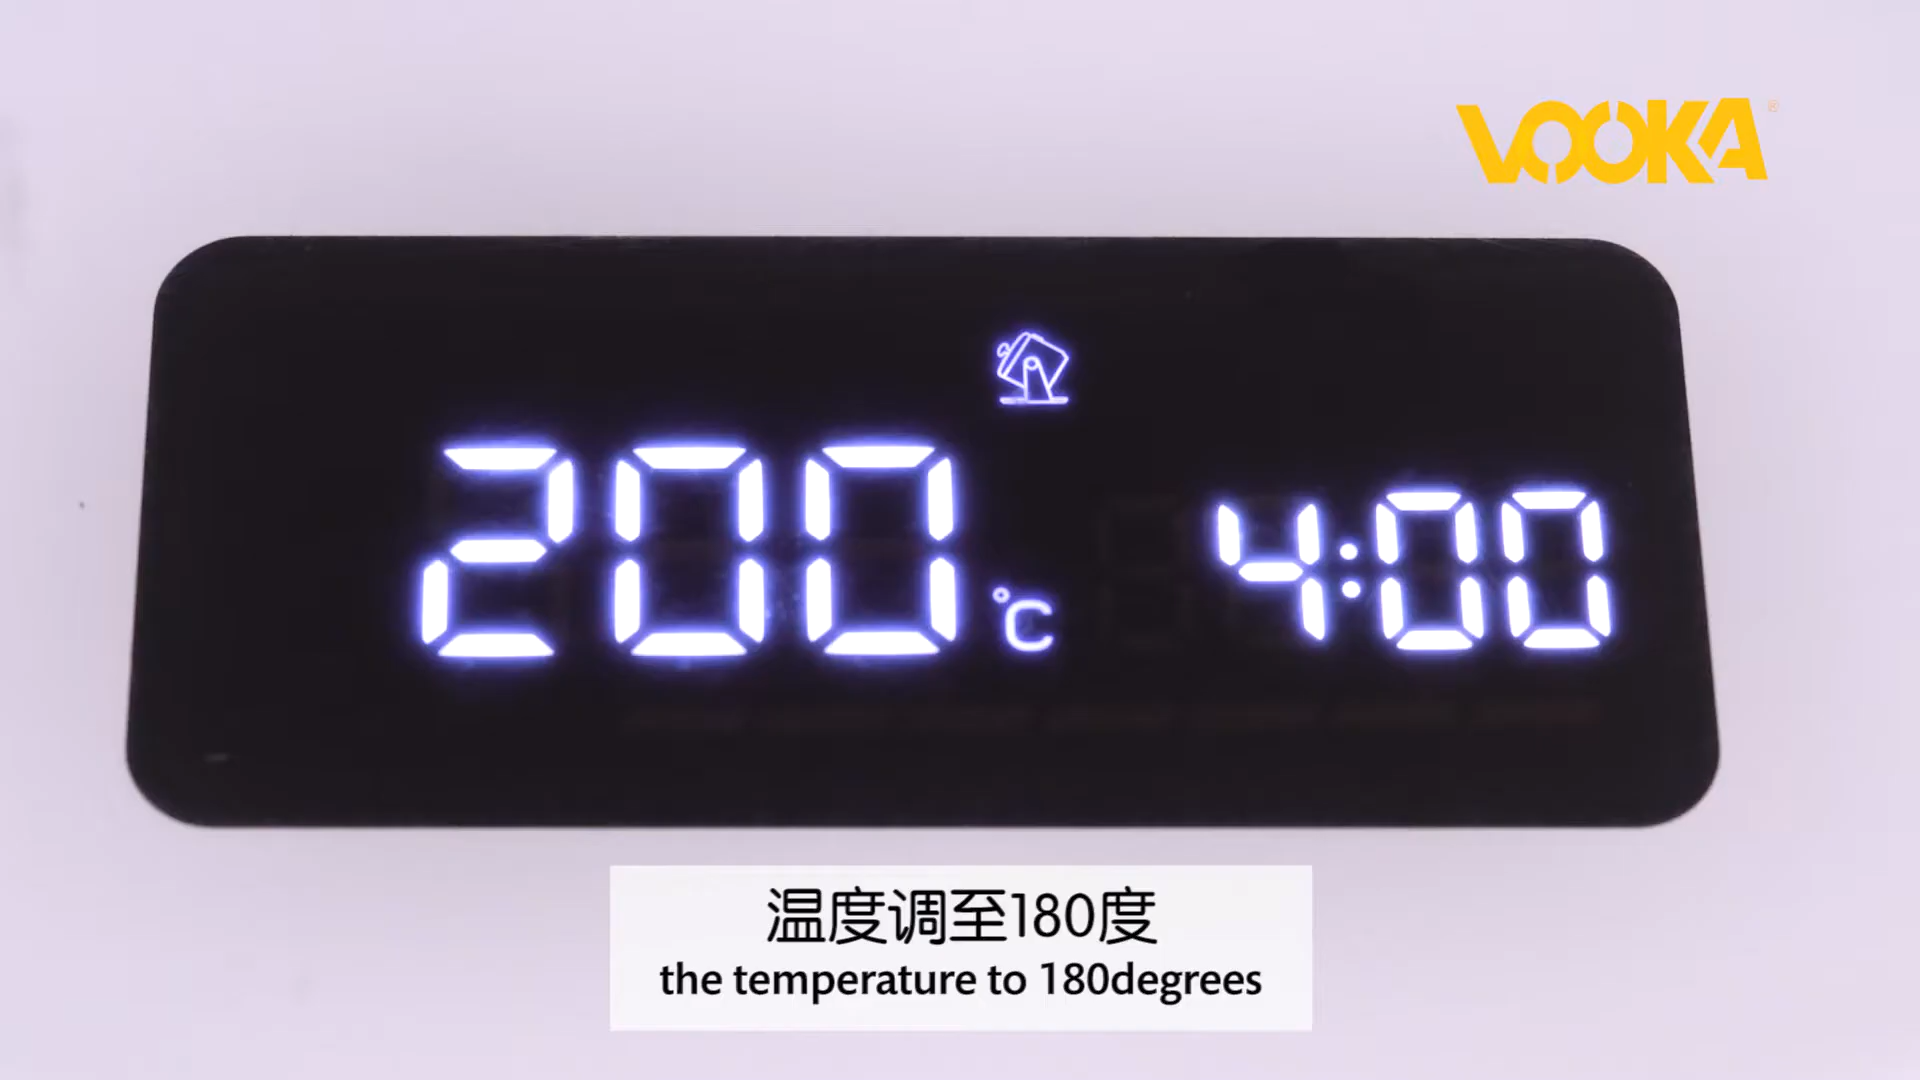 VOOKA®
200°C 4:00
温度调至180度
the temperature to 180degrees